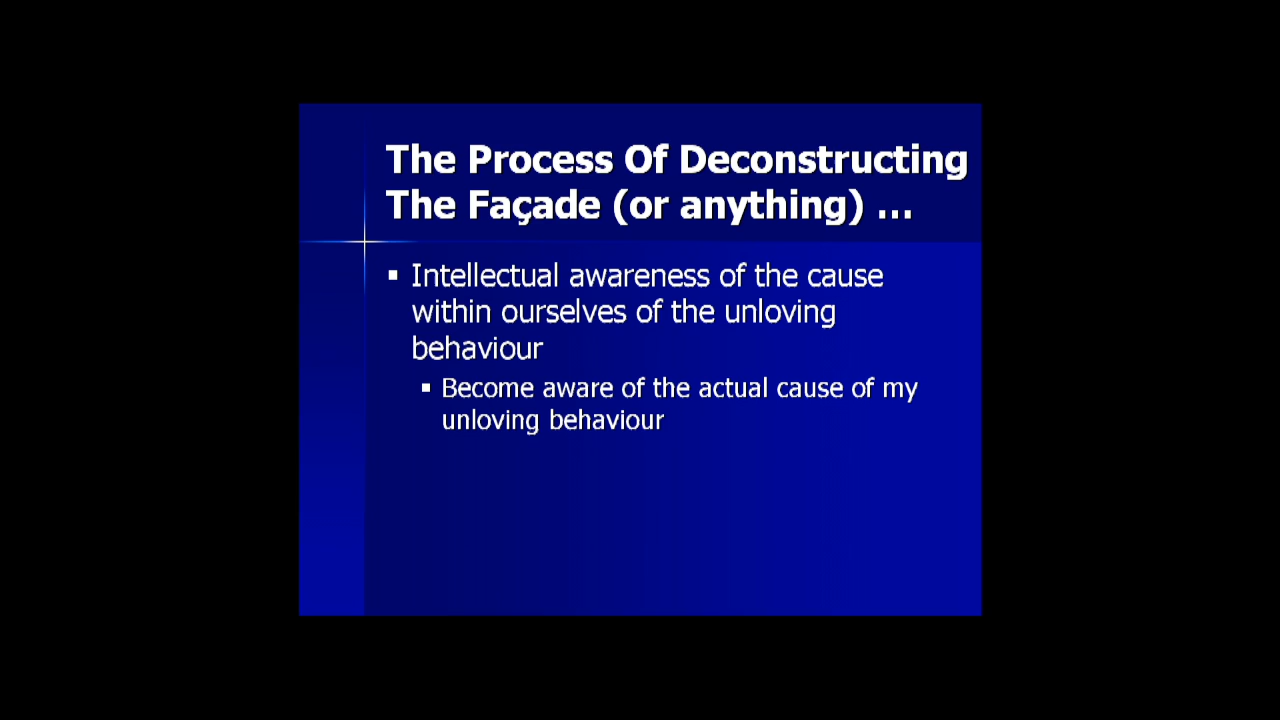 The Process Of Deconstructing
The Façade (or anything) …
▪ Intellectual awareness of the cause
within ourselves of the unloving
behaviour
▪ Become aware of the actual cause of my
unloving behaviour